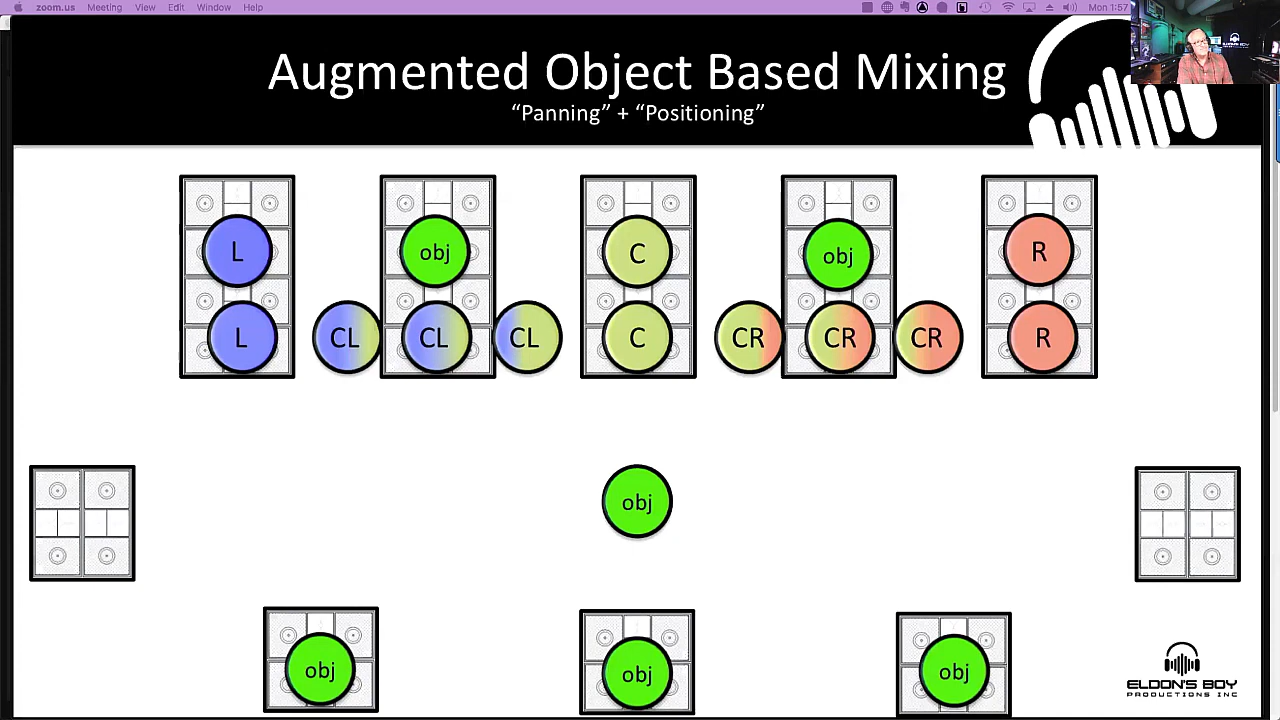 zoom.us Meeting View Edit Window Help Mon 1:57
Augmented Object Based Mixing
“Panning” + “Positioning”
L obj C obj R
L CL CL CL C CR CR CR R
obj
obj obj obj
ELDON'S BOY
PRODUCTIONS INC